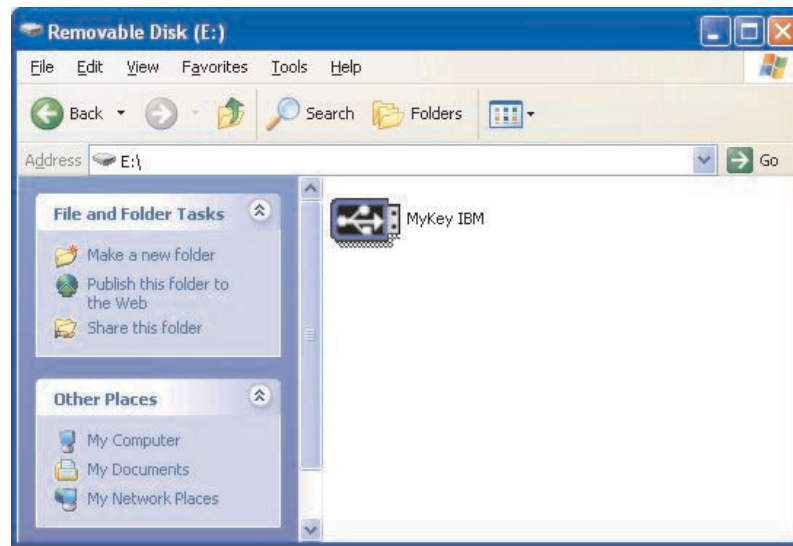 Removable Disk (E:)
File Edit View Favorites Tools Help
Back Search Folders
Address E:\ Go
File and Folder Tasks
Make a new folder
Publish this folder to
the Web
Share this folder
Other Places
My Computer
My Documents
My Network Places
MyKey IBM